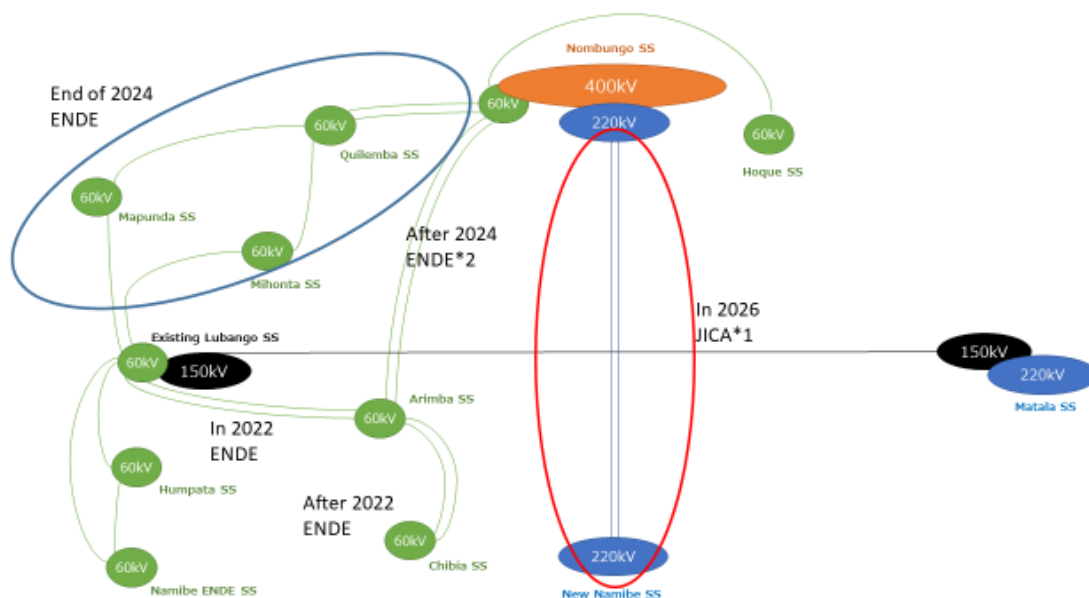 Nombungo SS
400kV
End of 2024
ENDE
60kV
220kV
60kV
60kV
Quilemba SS
Hoque SS
60kV
Mapunda SS
After 2024
ENDE*2
60kV
Mihonta SS
In 2026
JICA*1
Existing Lubango SS
60kV
150kV
150kV
220kV
Matala SS
Arimba SS
60kV
In 2022
ENDE
60kV
Humpata SS
After 2022
ENDE
60kV
Chibia SS
220kV
New Namibe SS
60kV
Namibe ENDE SS